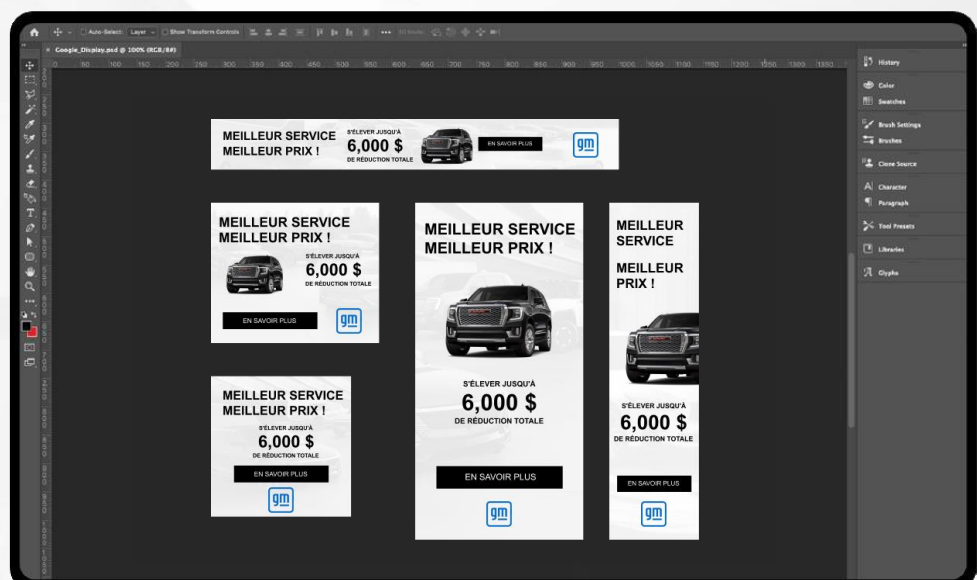 Auto-Select: Layer Show Transform Controls
Google_Display.psd @ 100% (RGB/8#)
MEILLEUR SERVICE
MEILLEUR PRIX !
S'ÉLEVER JUSQU'À
6,000 $
DE RÉDUCTION TOTALE
EN SAVOIR PLUS
gm
MEILLEUR SERVICE
MEILLEUR PRIX !
S'ÉLEVER JUSQU'À
6,000 $
DE RÉDUCTION TOTALE
EN SAVOIR PLUS
gm
MEILLEUR SERVICE
MEILLEUR PRIX !
S'ÉLEVER JUSQU'À
6,000 $
DE RÉDUCTION TOTALE
EN SAVOIR PLUS
gm
MEILLEUR SERVICE
MEILLEUR PRIX !
S'ÉLEVER JUSQU'À
6,000 $
DE RÉDUCTION TOTALE
EN SAVOIR PLUS
gm
MEILLEUR
SERVICE
MEILLEUR
PRIX !
S'ÉLEVER JUSQU'À
6,000 $
DE RÉDUCTION TOTALE
EN SAVOIR PLUS
gm
History
Color
Swatches
Brush Settings
Brushes
Clone Source
Character
Paragraph
Tool Presets
Libraries
Glyphs